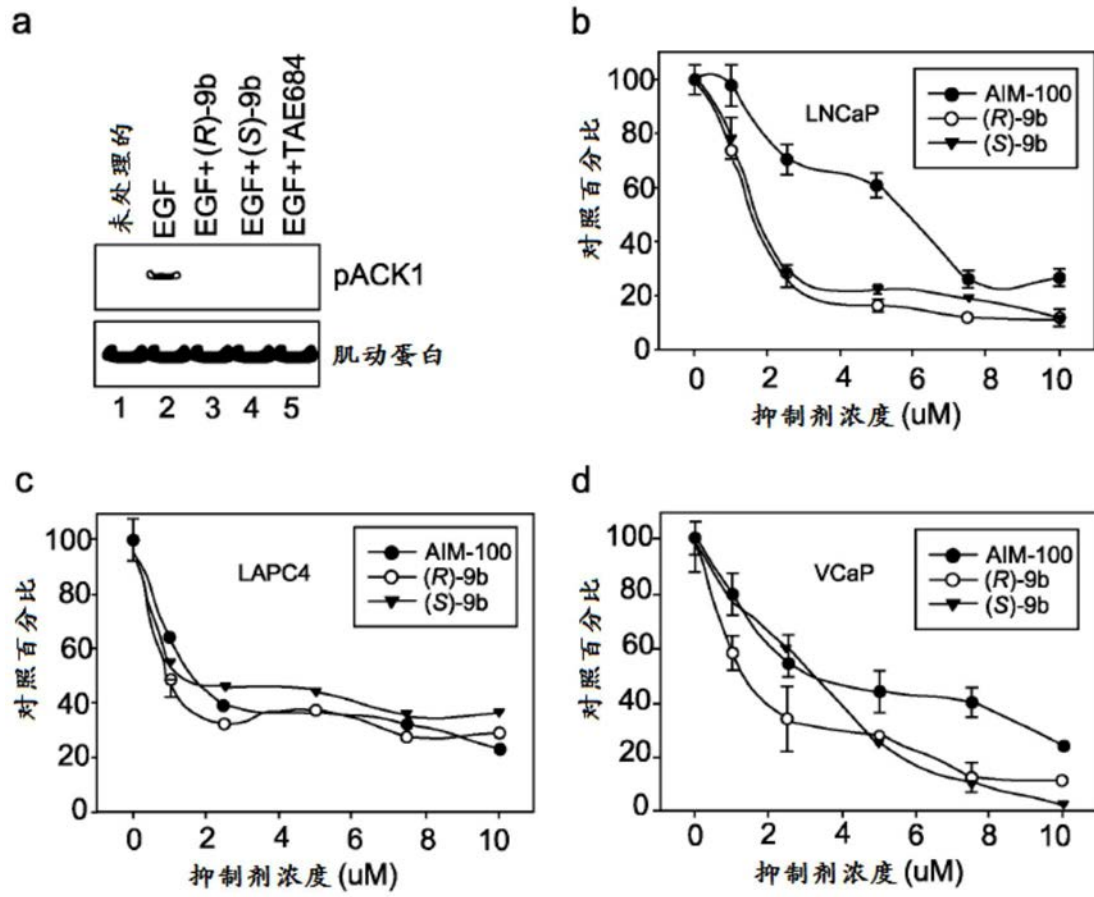 a
未处理的
EGF
EGF+(R)-9b
EGF+(S)-9b
EGF+TAE684
pACK1
肌动蛋白
1 2 3 4 5
b
对照百分比
100
80
60
40
20
0
LNCaP
AIM-100
(R)-9b
(S)-9b
0 2 4 6 8 10
抑制剂浓度 (uM)
c
对照百分比
100
80
60
40
20
0
LAPC4
AIM-100
(R)-9b
(S)-9b
0 2 4 6 8 10
抑制剂浓度 (uM)
d
对照百分比
100
80
60
40
20
0
VCaP
AIM-100
(R)-9b
(S)-9b
0 2 4 6 8 10
抑制剂浓度 (uM)